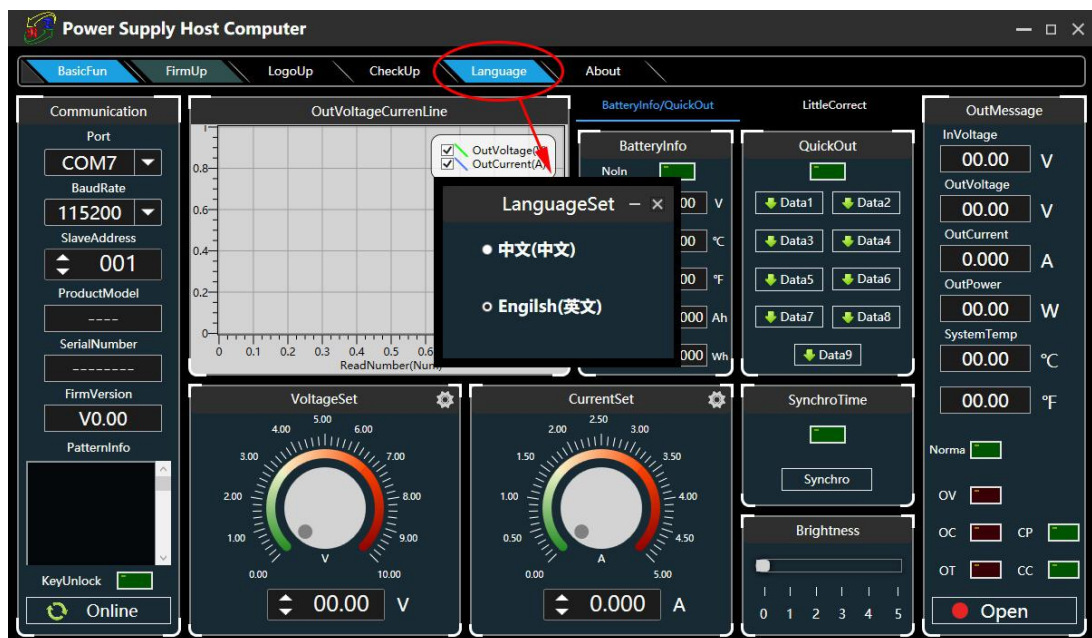 Power Supply Host Computer
BasicFun FirmUp LogoUp CheckUp Language About
Communication
Port
COM7
BaudRate
115200
SlaveAddress
001
ProductModel
----
SerialNumber
--------
FirmVersion
V0.00
PatternInfo
KeyUnlock
Online
OutVoltageCurrenLine
OutVoltage(V)
OutCurrent(A)
1
0.8
0.6
0.4
0.2
0
0 0.1 0.2 0.3 0.4 0.5 0.6
ReadNumber(Num)
LanguageSet
中文(中文)
Engilsh(英文)
BatteryInfo/QuickOut LittleCorrect
BatteryInfo
NoIn
00 V
00 ℃
00 ℉
000 Ah
000 Wh
QuickOut
Data1 Data2
Data3 Data4
Data5 Data6
Data7 Data8
Data9
VoltageSet
0.00 1.00 2.00 3.00 4.00 5.00 6.00 7.00 8.00 9.00 10.00
V
00.00 V
CurrentSet
0.00 0.50 1.00 1.50 2.00 2.50 3.00 3.50 4.00 4.50 5.00
A
0.000 A
SynchroTime
Synchro
Brightness
0 1 2 3 4 5
OutMessage
InVoltage
00.00 V
OutVoltage
00.00 V
OutCurrent
0.000 A
OutPower
00.00 W
SystemTemp
00.00 ℃
00.00 ℉
Norma
OV
OC CP
OT CC
Open